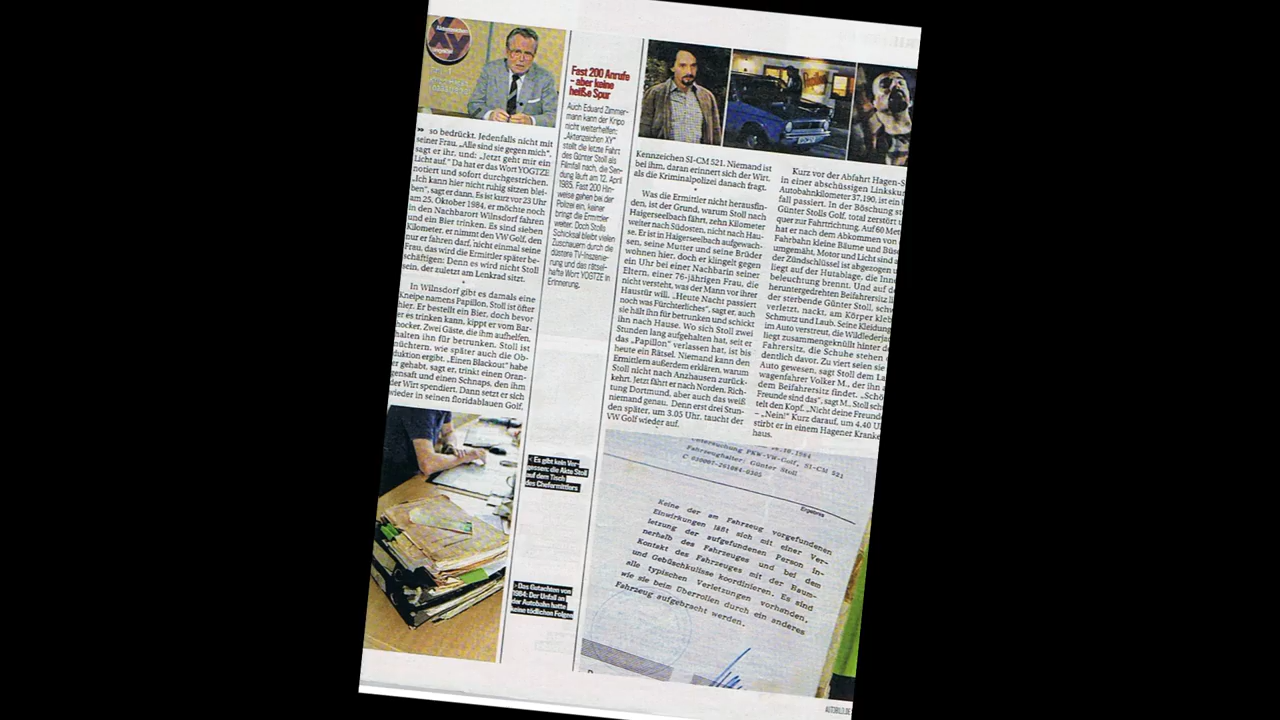 Aktenzeichen
XY
ungelöst
Fast 200 Anrufe
– aber keine
heiße Spur
Auch Eduard Zimmer-
mann kann der Kripo
nicht weiterhelfen:
„Aktenzeichen XY“
stellt die letzte Fahrt
des Günter Stoll als
Filmfall nach, die Sen-
dung läuft am 12. April
1985. Fast 200 Hin-
weise gehen bei der
Polizei ein, keiner
bringt die Ermittler
weiter. Doch Stolls
Schicksal bleibt vielen
Zuschauern durch die
düstere TV-Inszenie-
rung und das rätsel-
hafte Wort YOGTZE in
Erinnerung.
» so bedrückt. Jedenfalls nicht mit
seiner Frau. „Alle sind sie gegen mich“,
sagt er ihr, und: „Jetzt geht mir ein
Licht auf.“ Da hat er das Wort YOGTZE
notiert und sofort durchgestrichen.
„Ich kann hier nicht ruhig sitzen blei-
ben“, sagt er dann. Es ist kurz vor 23 Uhr
am 25. Oktober 1984, er möchte noch
in den Nachbarort Wilnsdorf fahren
und ein Bier trinken. Es sind sieben
Kilometer, er nimmt den VW Golf, den
nur er fahren darf, nicht einmal seine
Frau, das wird die Ermittler später be-
schäftigen: Denn es wird nicht Stoll
sein, der zuletzt am Lenkrad sitzt.
*
In Wilnsdorf gibt es damals eine
Kneipe namens Papillon, Stoll ist öfter
hier. Er bestellt ein Bier, doch bevor
er es trinken kann, kippt er vom Bar-
hocker. Zwei Gäste, die ihm aufhelfen,
halten ihn für betrunken. Stoll ist
nüchtern, wie später auch die Ob-
duktion ergibt. „Einen Blackout“ habe
er gehabt, sagt er, trinkt einen Oran-
gensaft und einen Schnaps, den ihm
der Wirt spendiert. Dann setzt er sich
wieder in seinen floridablauen Golf,
Kennzeichen SI-CM 521. Niemand ist
bei ihm, daran erinnert sich der Wirt,
als die Kriminalpolizei danach fragt.
*
Was die Ermittler nicht herausfin-
den, ist der Grund, warum Stoll nach
Haigerseelbach fährt, zehn Kilometer
weiter nach Südosten, nicht nach Hau-
se. Er ist in Haigerseelbach aufgewach-
sen, seine Mutter und seine Brüder
wohnen hier, doch er klingelt gegen
ein Uhr bei einer Nachbarin seiner
Eltern, einer 76-jährigen Frau, die
nicht versteht, was der Mann vor ihrer
Haustür will. „Heute Nacht passiert
noch was Fürchterliches“, sagt er, auch
sie hält ihn für betrunken und schickt
ihn nach Hause. Wo sich Stoll zwei
Stunden lang aufgehalten hat, seit er
das „Papillon“ verlassen hat, ist bis
heute ein Rätsel. Niemand kann den
Ermittlern außerdem erklären, warum
Stoll nicht nach Anzhausen zurück-
kehrt. Jetzt fährt er nach Norden, Rich-
tung Dortmund, aber auch das weiß
niemand genau. Denn erst drei Stun-
den später, um 3.05 Uhr, taucht der
VW Golf wieder auf.
Kurz vor der Abfahrt Hagen-S
in einer abschüssigen Linksku
Autobahnkilometer 37,190, ist ein U
fall passiert. In der Böschung st
Günter Stolls Golf, total zerstört u
quer zur Fahrtrichtung. Auf 60 Met
hat er nach dem Abkommen von d
Fahrbahn kleine Bäume und Büs
umgemäht, Motor und Licht sind a
der Zündschlüssel ist abgezogen u
liegt auf der Hutablage, die Inne
beleuchtung brennt. Und auf de
heruntergedrehten Beifahrersitz li
der sterbende Günter Stoll, schw
verletzt, nackt, am Körper kleb
Schmutz und Laub. Seine Kleidung
im Auto verstreut, die Wildlederjac
liegt zusammengeknüllt hinter de
Fahrersitz, die Schuhe stehen o
dentlich davor. Zu viert seien sie
Auto gewesen, sagt Stoll dem La
wagenfahrer Volker M., der ihn a
dem Beifahrersitz findet. „Schö
Freunde sind das“, sagt M., Stoll sch
telt den Kopf. „Nicht deine Freunde
– „Nein!“ Kurz darauf, um 4.40 U
stirbt er in einem Hagener Kranke
haus.
< Es gibt kein Ver-
gessen: die Akte Stoll
auf dem Tisch
des Chefermittlers
> Das Gutachten von
1984: Der Unfall an
der Autobahn hatte
keine tödlichen Folgen
Untersuchung PKW-VW-Golf, SI-CM 521
Fahrzeughalter: Günter Stoll
Ergebnis
Keine der am Fahrzeug vorgefundenen
Einwirkungen läßt sich mit einer Ver-
letzung der aufgefundenen Person in-
nerhalb des Fahrzeuges und bei dem
Kontakt des Fahrzeuges mit der Baum-
und Gebüschkulisse koordinieren. Es sind
alle typischen Verletzungen vorhanden,
wie sie beim Überrollen durch ein anderes
Fahrzeug aufgebracht werden.
AUTOBILD.DE